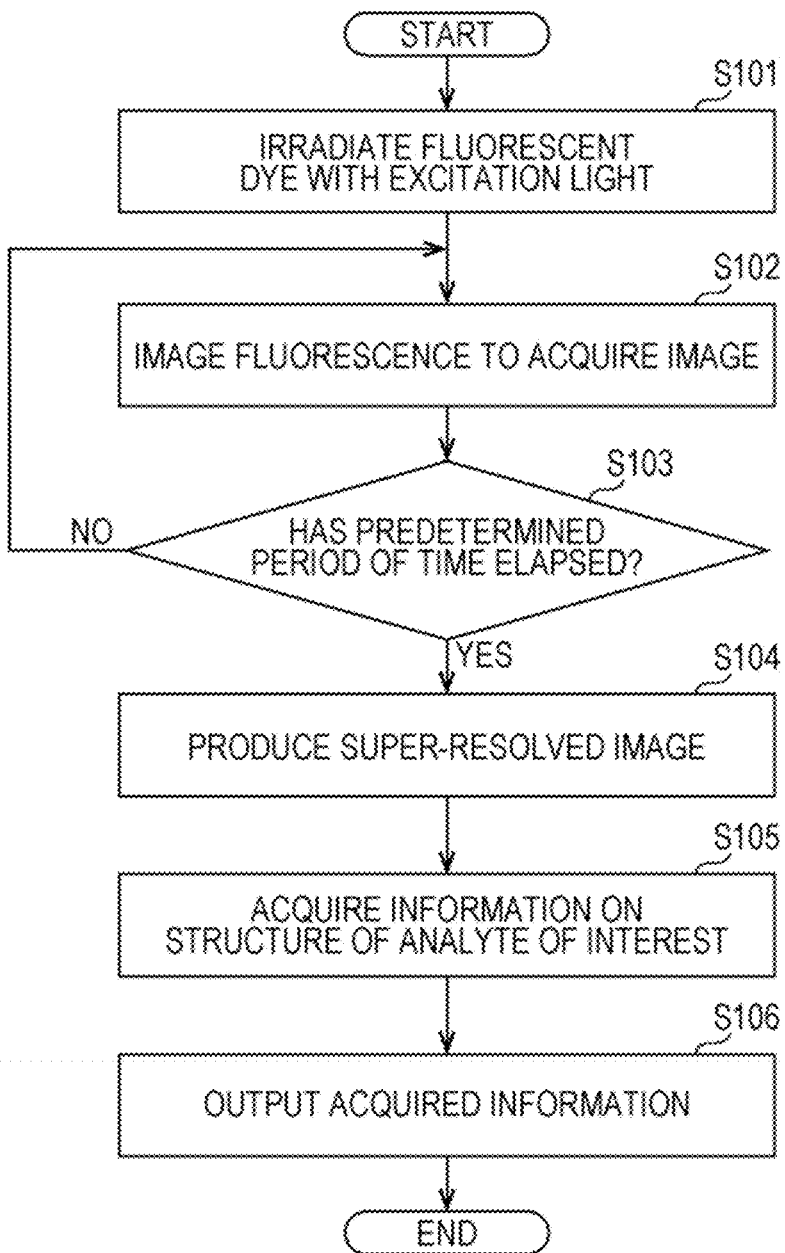 START
S101
IRRADIATE FLUORESCENT
DYE WITH EXCITATION LIGHT
S102
IMAGE FLUORESCENCE TO ACQUIRE IMAGE
S103
HAS PREDETERMINED
PERIOD OF TIME ELAPSED?
NO
YES
S104
PRODUCE SUPER-RESOLVED IMAGE
S105
ACQUIRE INFORMATION ON
STRUCTURE OF ANALYTE OF INTEREST
S106
OUTPUT ACQUIRED INFORMATION
END